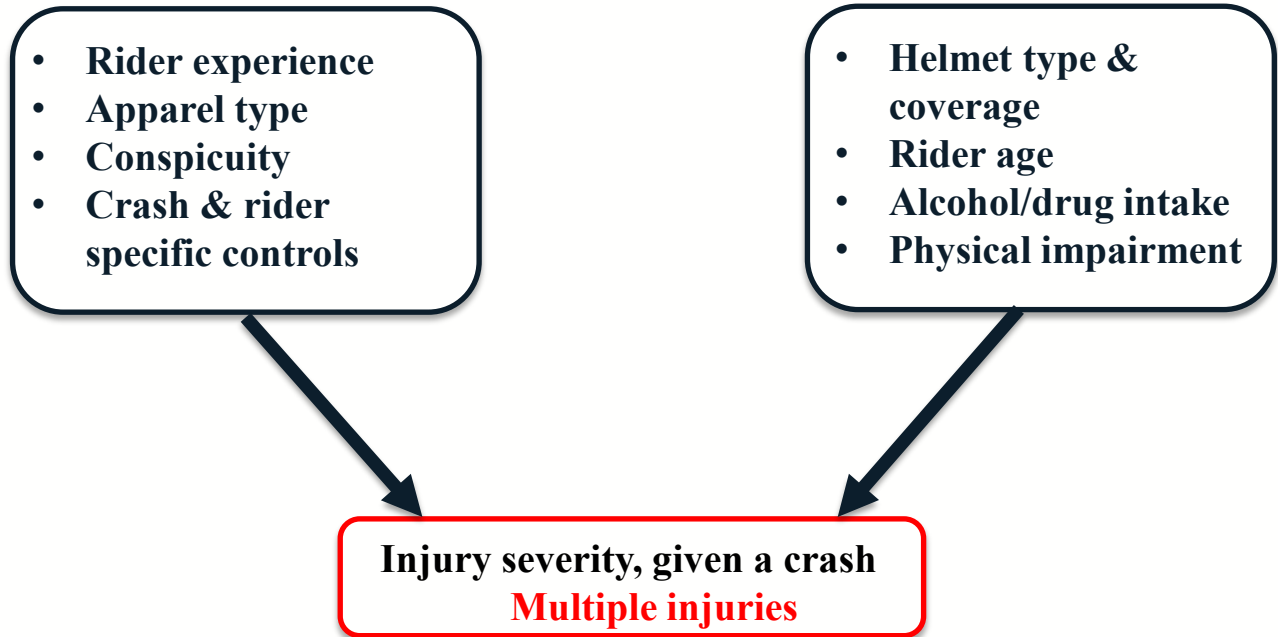 • Rider experience
• Apparel type
• Conspicuity
• Crash & rider
specific controls
• Helmet type &
coverage
• Rider age
• Alcohol/drug intake
• Physical impairment
Injury severity, given a crash
Multiple injuries